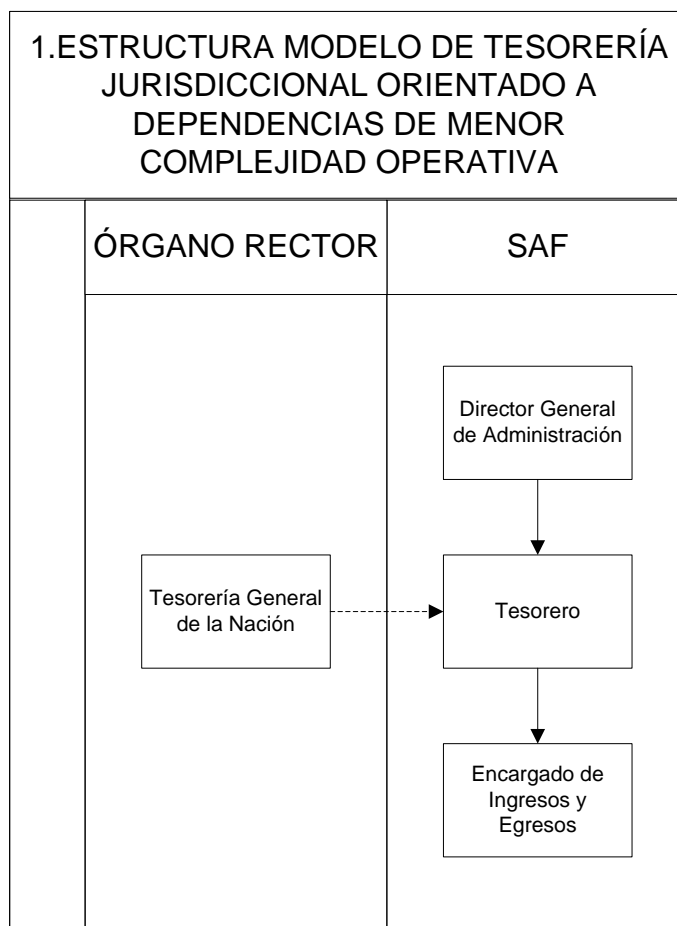 1.ESTRUCTURA MODELO DE TESORERÍA
JURISDICCIONAL ORIENTADO A
DEPENDENCIAS DE MENOR
COMPLEJIDAD OPERATIVA
ÓRGANO RECTOR
SAF
Director General
de Administración
Tesorería General
de la Nación
Tesorero
Encargado de
Ingresos y
Egresos